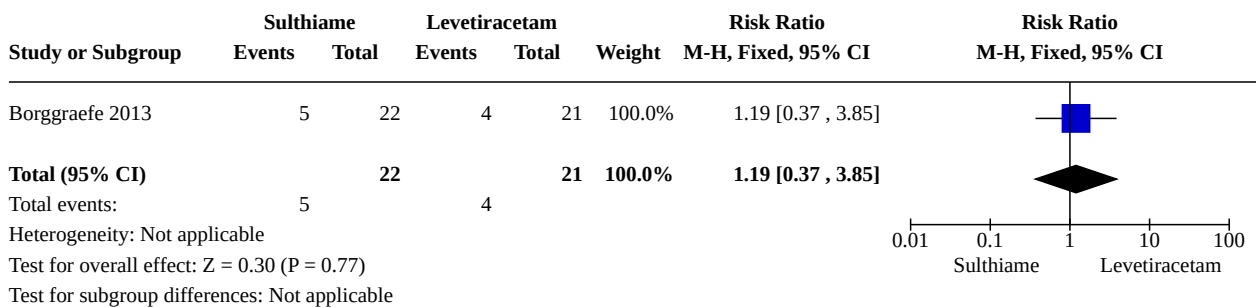 Sulthiame Levetiracetam Risk Ratio Risk Ratio
Study or Subgroup Events Total Events Total Weight M-H, Fixed, 95% CI M-H, Fixed, 95% CI
Borggraefe 2013 5 22 4 21 100.0% 1.19 [0.37 , 3.85]
Total (95% CI) 22 21 100.0% 1.19 [0.37 , 3.85]
Total events: 5 4
Heterogeneity: Not applicable
Test for overall effect: Z = 0.30 (P = 0.77)
Test for subgroup differences: Not applicable
0.01 0.1 1 10 100
Sulthiame Levetiracetam